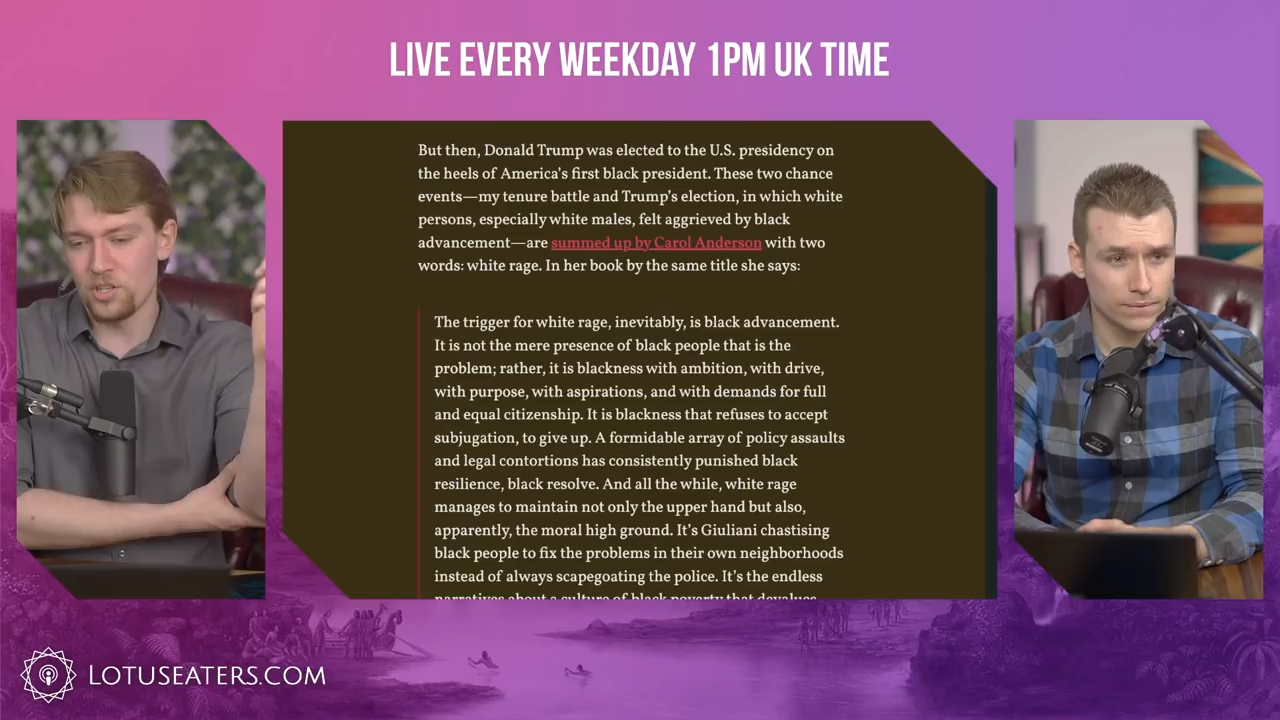 LIVE EVERY WEEKDAY 1PM UK TIME
But then, Donald Trump was elected to the U.S. presidency on
the heels of America's first black president. These two chance
events—my tenure battle and Trump's election, in which white
persons, especially white males, felt aggrieved by black
advancement—are summed up by Carol Anderson with two
words: white rage. In her book by the same title she says:
The trigger for white rage, inevitably, is black advancement.
It is not the mere presence of black people that is the
problem; rather, it is blackness with ambition, with drive,
with purpose, with aspirations, and with demands for full
and equal citizenship. It is blackness that refuses to accept
subjugation, to give up. A formidable array of policy assaults
and legal contortions has consistently punished black
resilience, black resolve. And all the while, white rage
manages to maintain not only the upper hand but also,
apparently, the moral high ground. It's Giuliani chastising
black people to fix the problems in their own neighborhoods
instead of always scapegoating the police. It's the endless
narratives about a culture of black poverty that devalues
LOTUSEATERS.COM